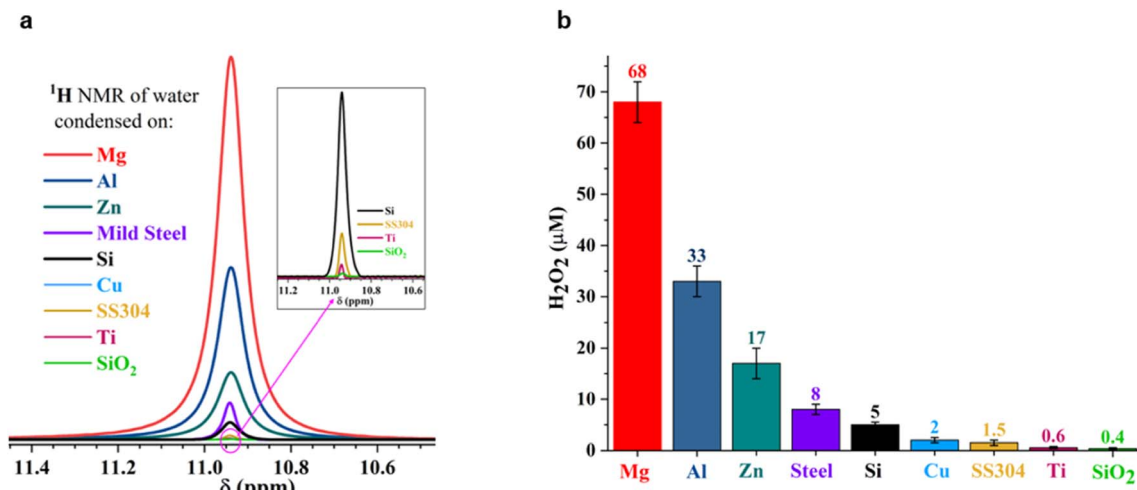 a
¹H NMR of water
condensed on:
Mg
Al
Zn
Mild Steel
Si
Cu
SS304
Ti
SiO₂
Si
SS304
Ti
SiO₂
11.2 11.0 10.8 10.6
δ (ppm)
11.4 11.2 11.0 10.8 10.6
δ (ppm)
b
H₂O₂ (μM)
70
60
50
40
30
20
10
0
68
33
17
8
5
2
1.5
0.6
0.4
Mg Al Zn Steel Si Cu SS304 Ti SiO₂